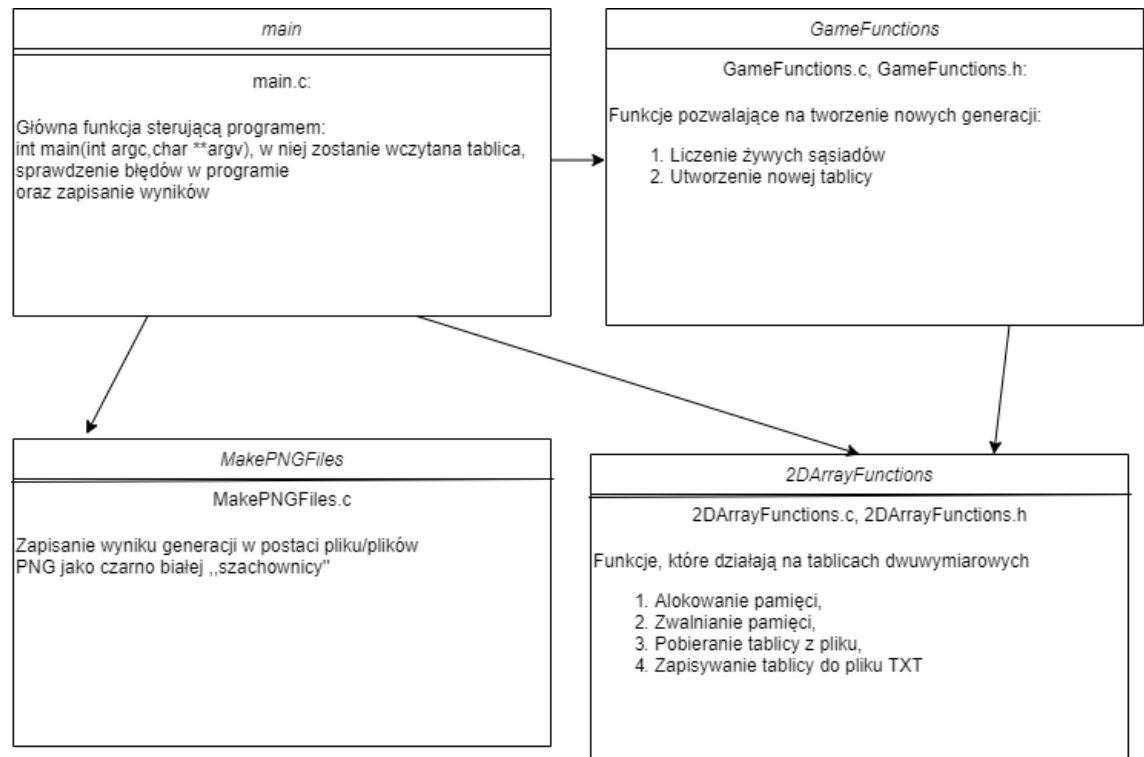 main
main.c:
Główna funkcja sterującą programem:
int main(int argc,char **argv), w niej zostanie wczytana tablica,
sprawdzenie błędów w programie
oraz zapisanie wyników
GameFunctions
GameFunctions.c, GameFunctions.h:
Funkcje pozwalające na tworzenie nowych generacji:
1. Liczenie żywych sąsiadów
2. Utworzenie nowej tablicy
MakePNGFiles
MakePNGFiles.c
Zapisanie wyniku generacji w postaci pliku/plików
PNG jako czarno białej ,,szachownicy"
2DArrayFunctions
2DArrayFunctions.c, 2DArrayFunctions.h
Funkcje, które działają na tablicach dwuwymiarowych
1. Alokowanie pamięci,
2. Zwalnianie pamięci,
3. Pobieranie tablicy z pliku,
4. Zapisywanie tablicy do pliku TXT